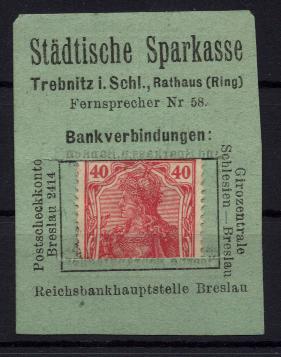 Städtische Sparkasse
Trebnitz i. Schl., Rathaus (Ring)
Fernsprecher Nr 58.
Bankverbindungen:
Postscheckkonto
Breslau 2414
40 40
Girozentrale
Schlesien—Breslau
Reichsbankhauptstelle Breslau